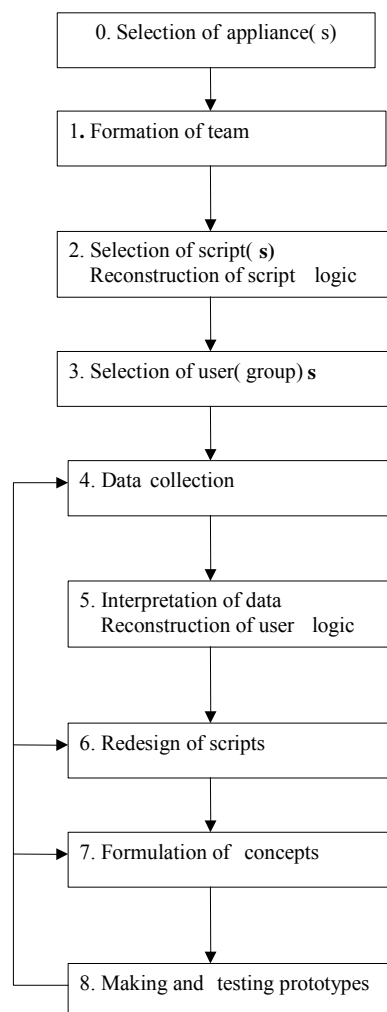 0. Selection of appliance( s)
1. Formation of team
2. Selection of script( s)
Reconstruction of script logic
3. Selection of user( group) s
4. Data collection
5. Interpretation of data
Reconstruction of user logic
6. Redesign of scripts
7. Formulation of concepts
8. Making and testing prototypes